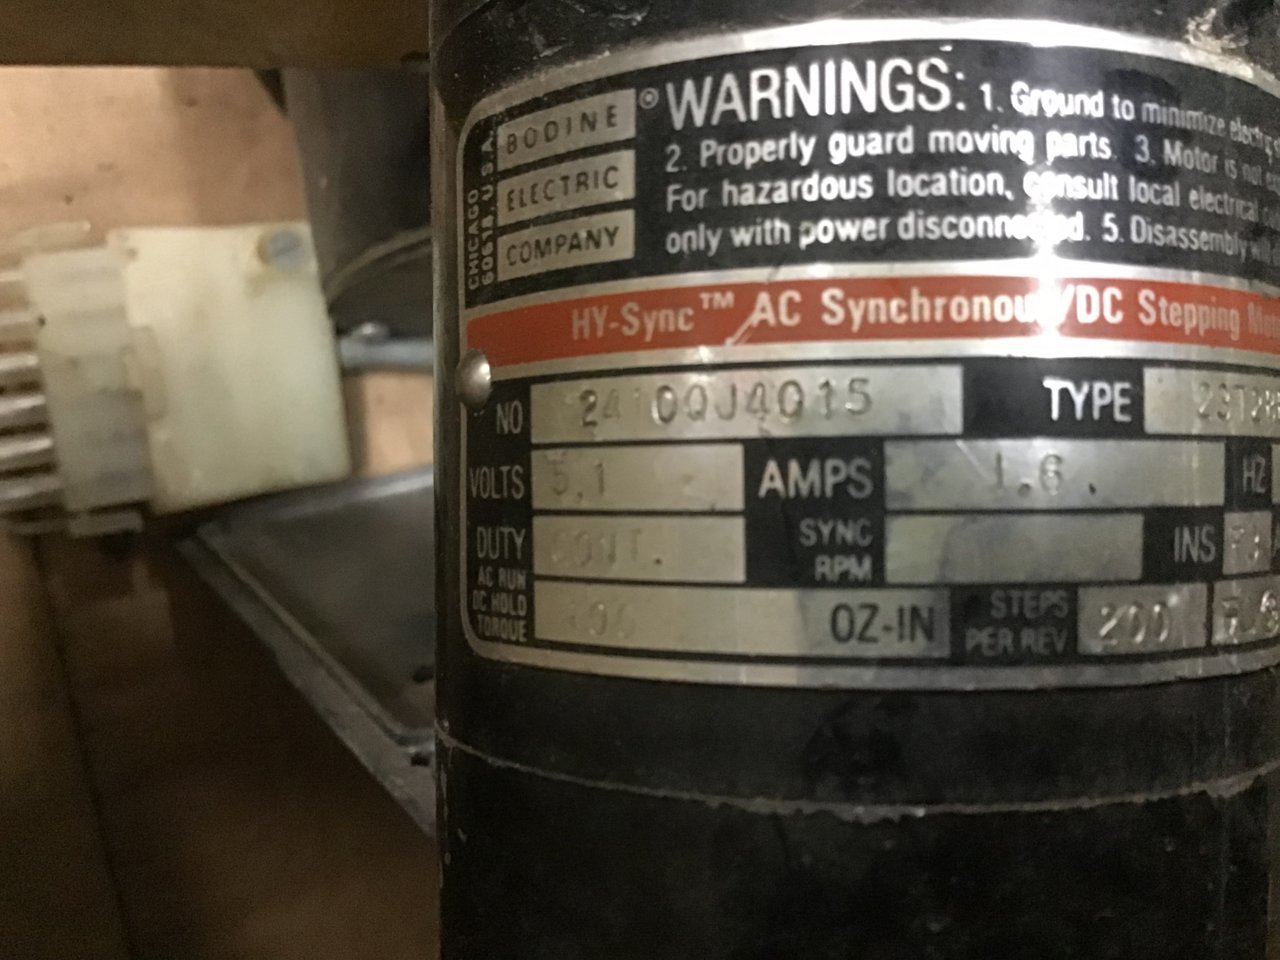 BODINE
ELECTRIC
COMPANY
CHICAGO
60618, U.S.A.
® WARNINGS: 1. Ground to minimize
2. Properly guard moving parts. 3. Motor is not
For hazardous location, consult local electrical
only with power disconnected. 5. Disassembly
HY-Sync™ AC Synchronous/DC Stepping
NO 2410QJ4015 TYPE
VOLTS 5.1 AMPS 1.6 HZ
DUTY CONT. SYNC RPM INS
AC RUN
DC HOLD
TORQUE OZ-IN STEPS PER REV 200